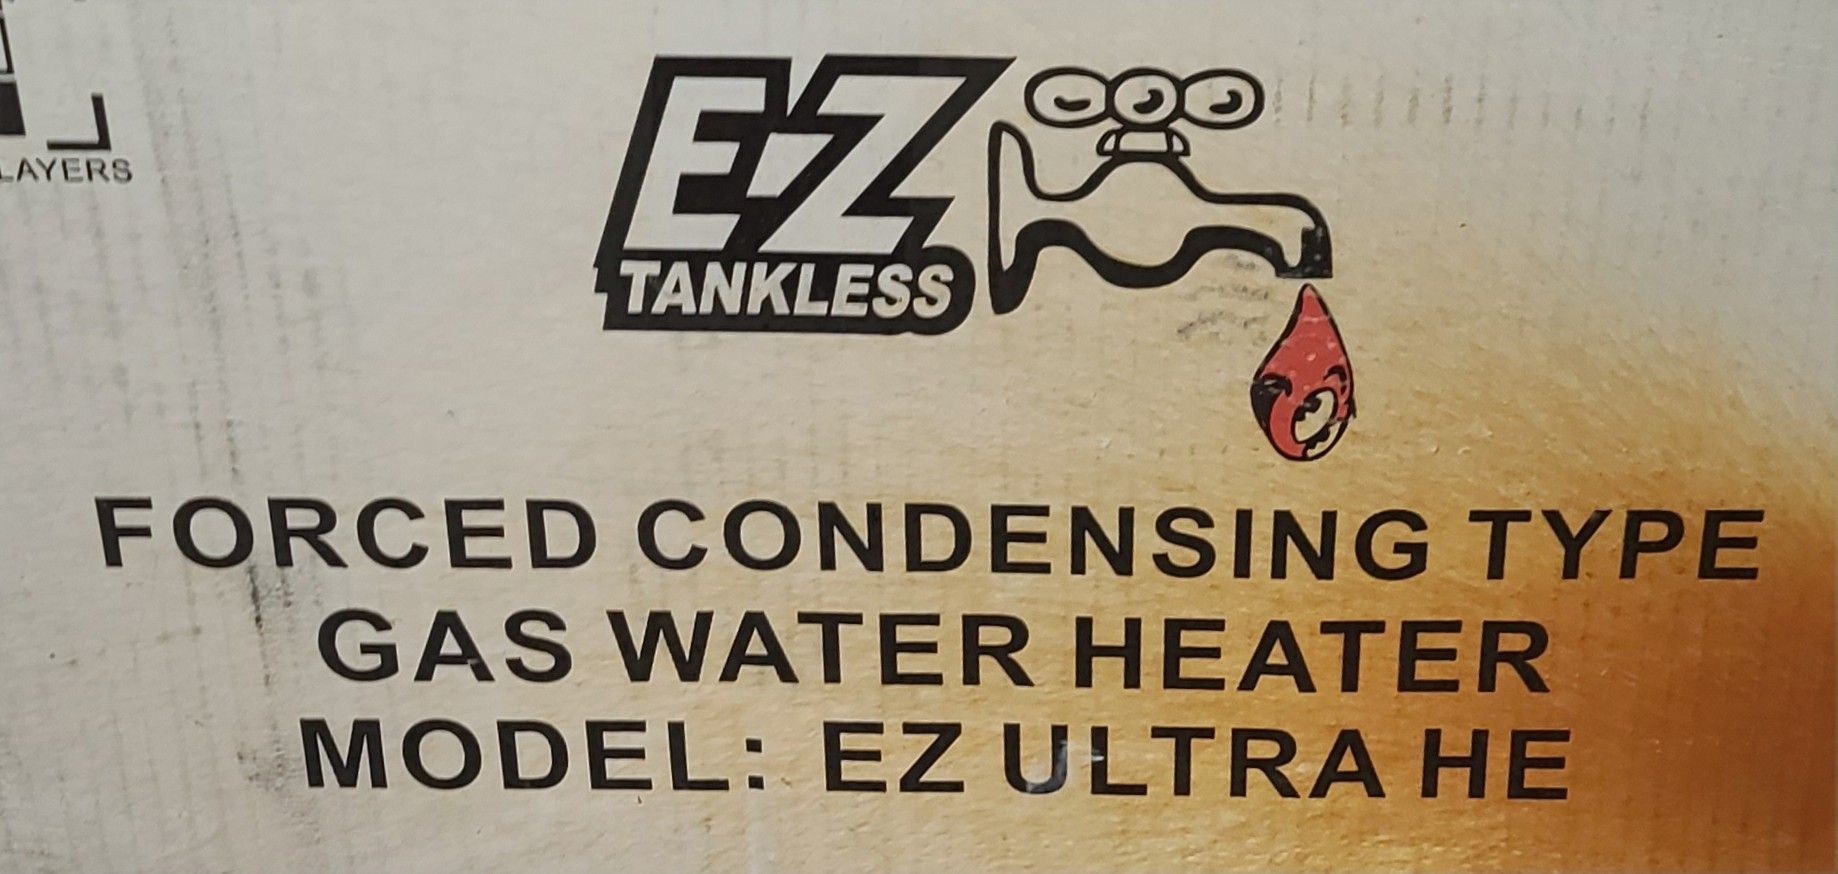 LAYERS
EZ
TANKLESS
FORCED CONDENSING TYPE
GAS WATER HEATER
MODEL: EZ ULTRA HE